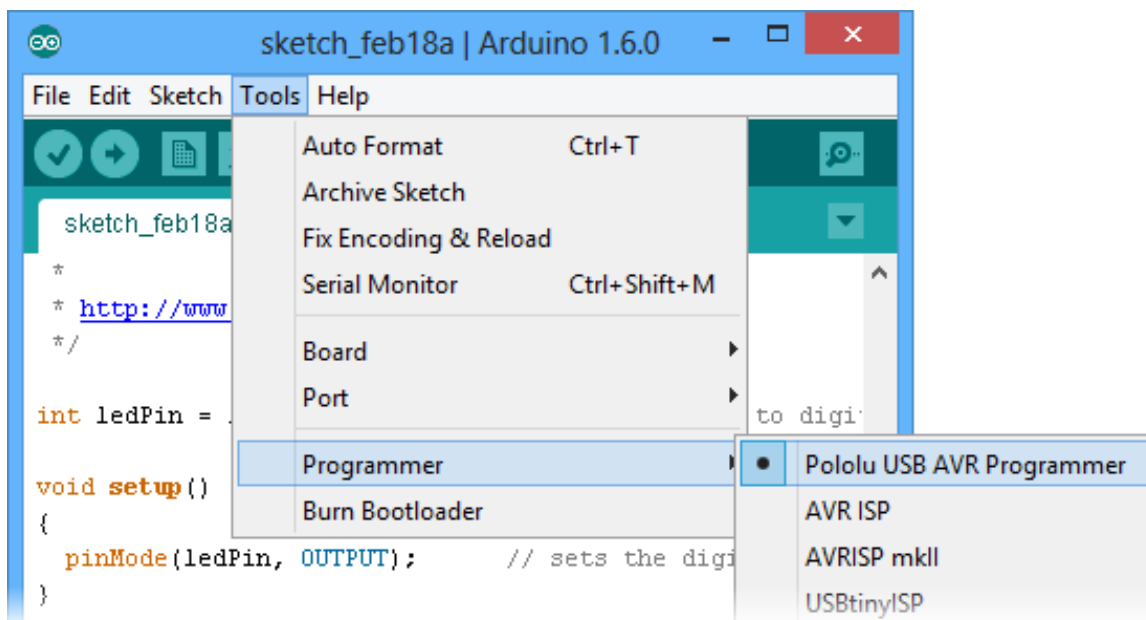 sketch_feb18a | Arduino 1.6.0
File Edit Sketch Tools Help
Auto Format Ctrl+T
Archive Sketch
Fix Encoding & Reload
Serial Monitor Ctrl+Shift+M
Board
Port
Programmer
Burn Bootloader
Pololu USB AVR Programmer
AVR ISP
AVRISP mkII
USBtinyISP
sketch_feb18a
*
* http://www
*/
int ledPin = to digi
void setup()
{
pinMode(ledPin, OUTPUT); // sets the digi
}